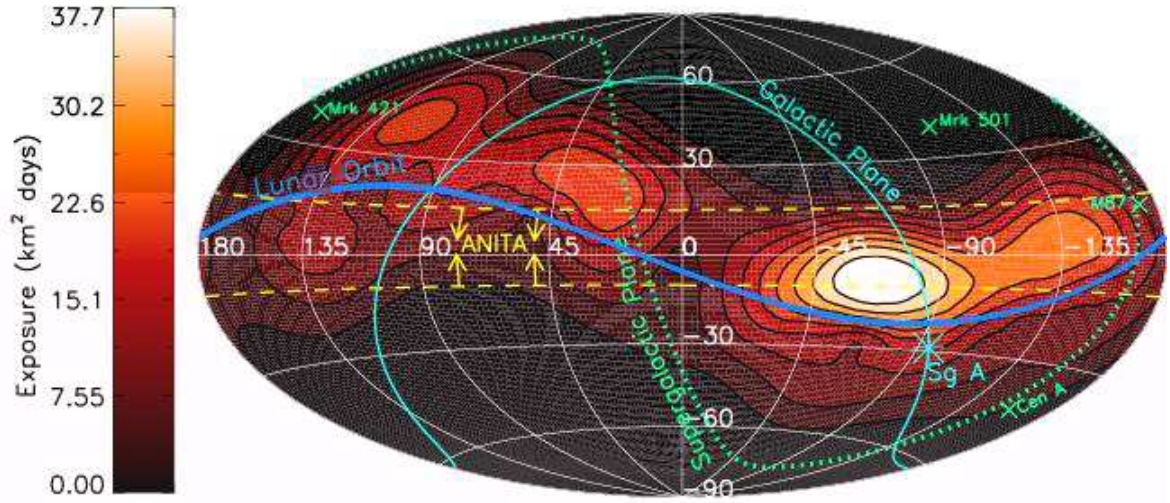 37.7
30.2
22.6
15.1
7.55
0.00
Exposure (km² days)
60
30
0
-30
-60
-90
180
135
90
45
-45
-90
-135
Mrk 421
Mrk 501
M87
Cen A
Sg A
Lunar Orbit
ANITA
Galactic Plane
Supergalactic Plane